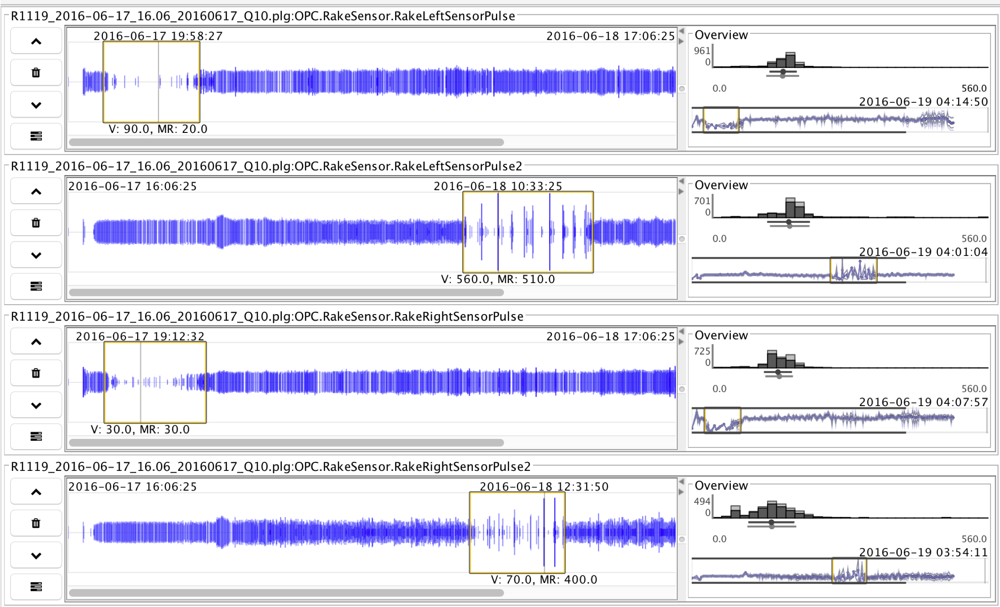 R1119_2016-06-17_16.06_20160617_Q10.plg:OPC.RakeSensor.RakeLeftSensorPulse
2016-06-17 19:58:27
2016-06-18 17:06:25
V: 90.0, MR: 20.0
Overview
961
0
0.0
560.0
2016-06-19 04:14:50
R1119_2016-06-17_16.06_20160617_Q10.plg:OPC.RakeSensor.RakeLeftSensorPulse2
2016-06-17 16:06:25
2016-06-18 10:33:25
V: 560.0, MR: 510.0
Overview
701
0
0.0
560.0
2016-06-19 04:01:04
R1119_2016-06-17_16.06_20160617_Q10.plg:OPC.RakeSensor.RakeRightSensorPulse
2016-06-17 19:12:32
2016-06-18 17:06:25
V: 30.0, MR: 30.0
Overview
725
0
0.0
560.0
2016-06-19 04:07:57
R1119_2016-06-17_16.06_20160617_Q10.plg:OPC.RakeSensor.RakeRightSensorPulse2
2016-06-17 16:06:25
2016-06-18 12:31:50
V: 70.0, MR: 400.0
Overview
494
0
0.0
560.0
2016-06-19 03:54:11